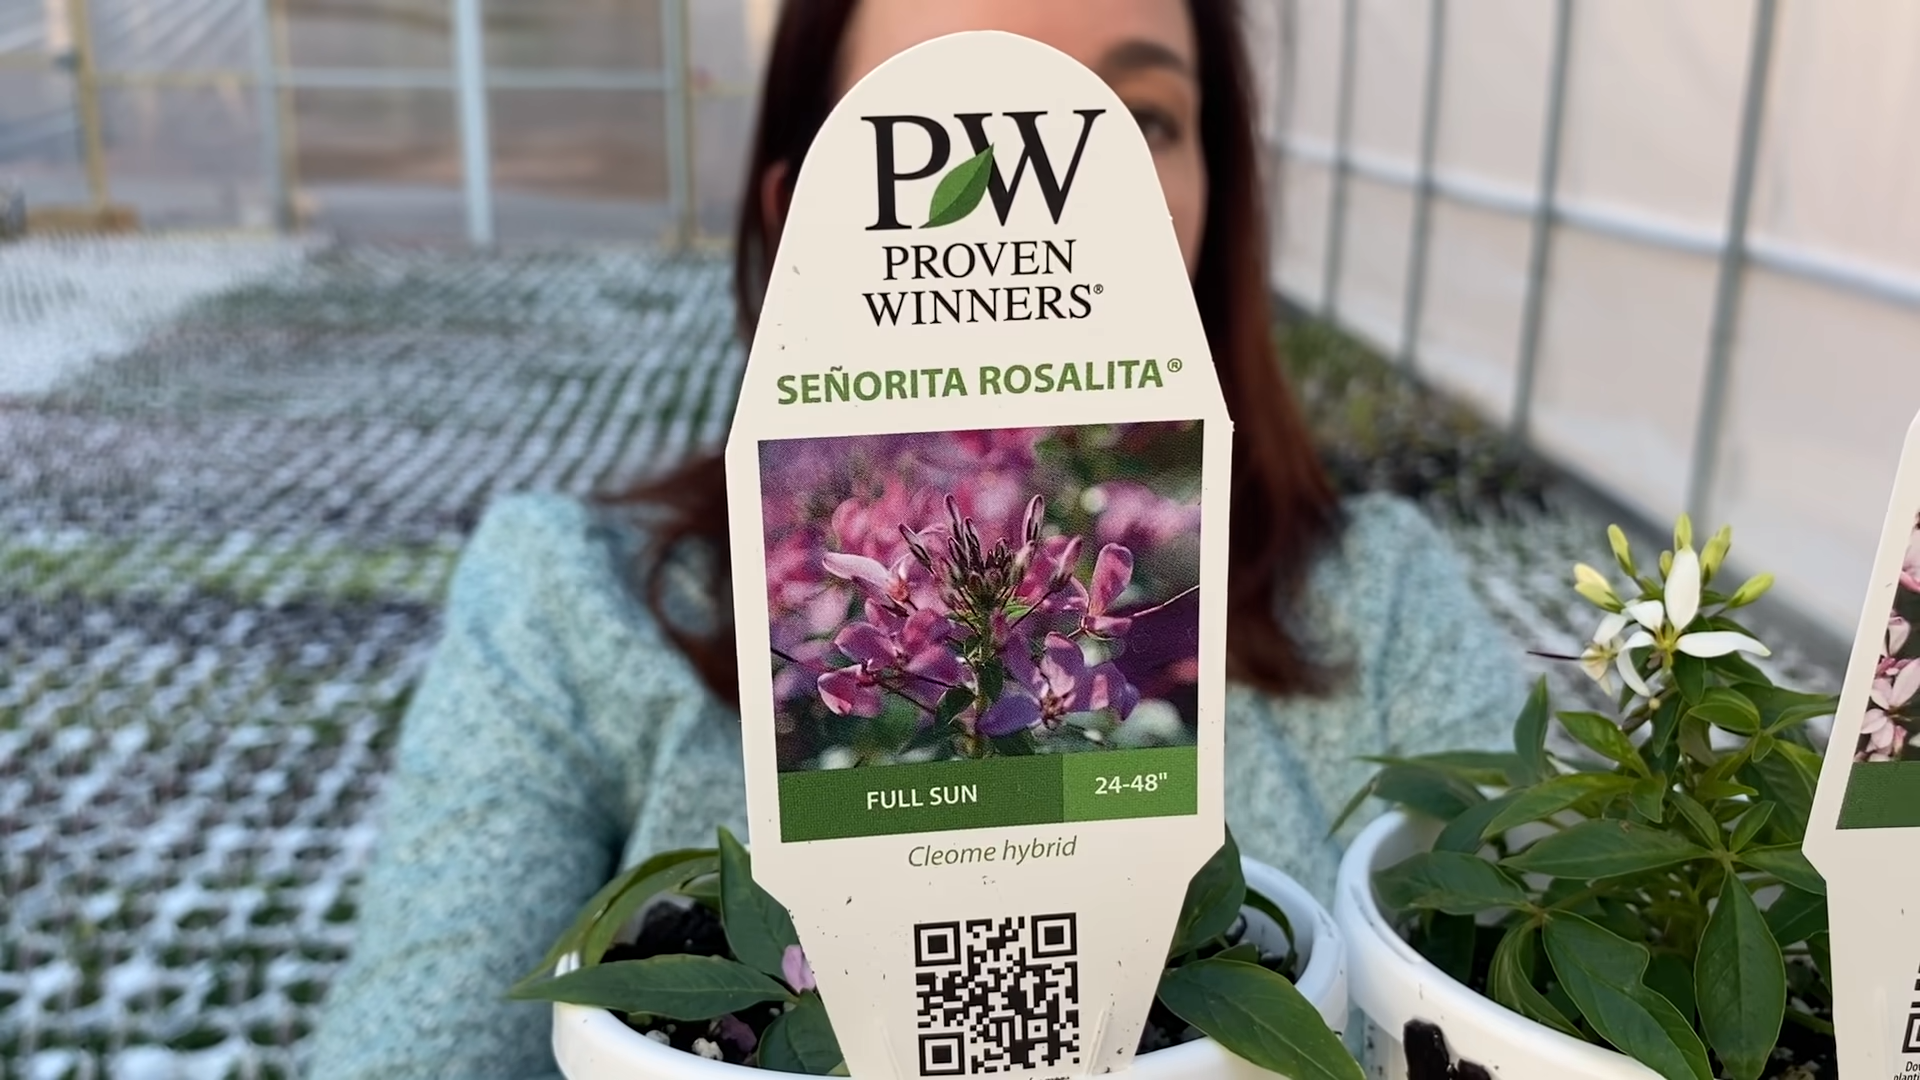 PW
PROVEN
WINNERS®
SEÑORITA ROSALITA®
FULL SUN
24-48"
Cleome hybrid